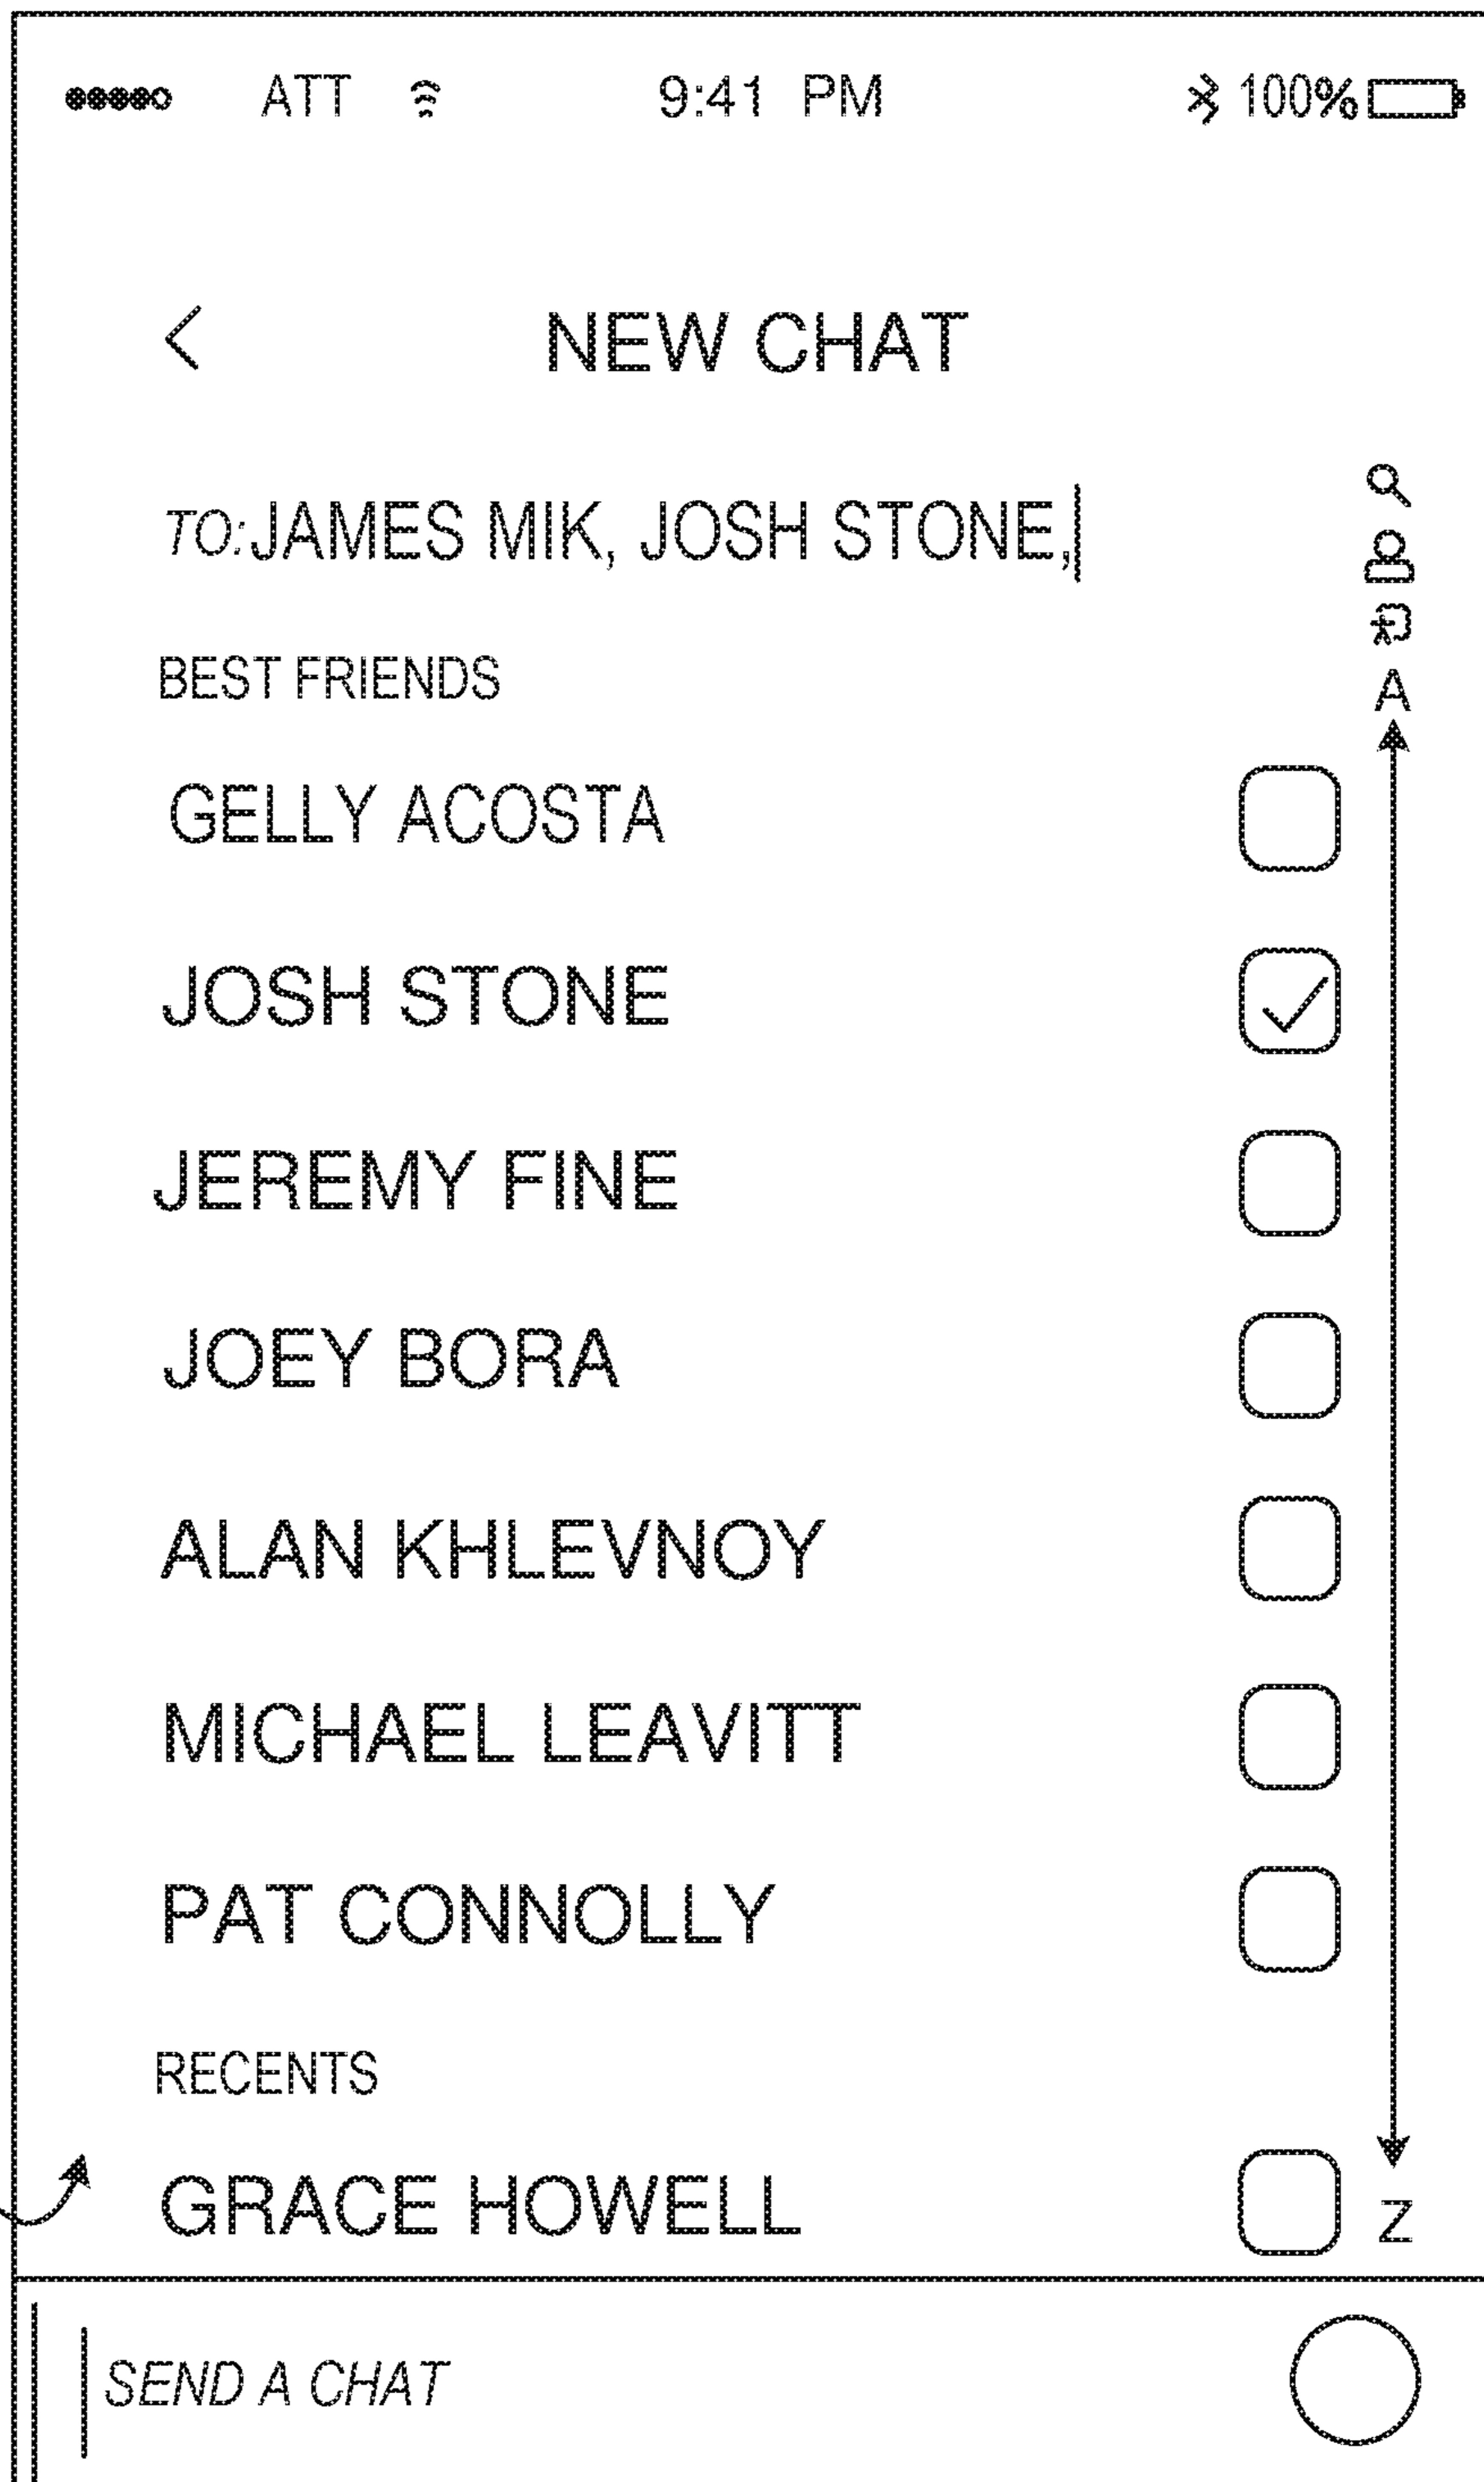 ATT 9:41 PM 100%
< NEW CHAT
TO: JAMES MIK, JOSH STONE,
BEST FRIENDS
A
GELLY ACOSTA
JOSH STONE
JEREMY FINE
JOEY BORA
ALAN KHLEVNOY
MICHAEL LEAVITT
PAT CONNOLLY
RECENTS
GRACE HOWELL
Z
SEND A CHAT